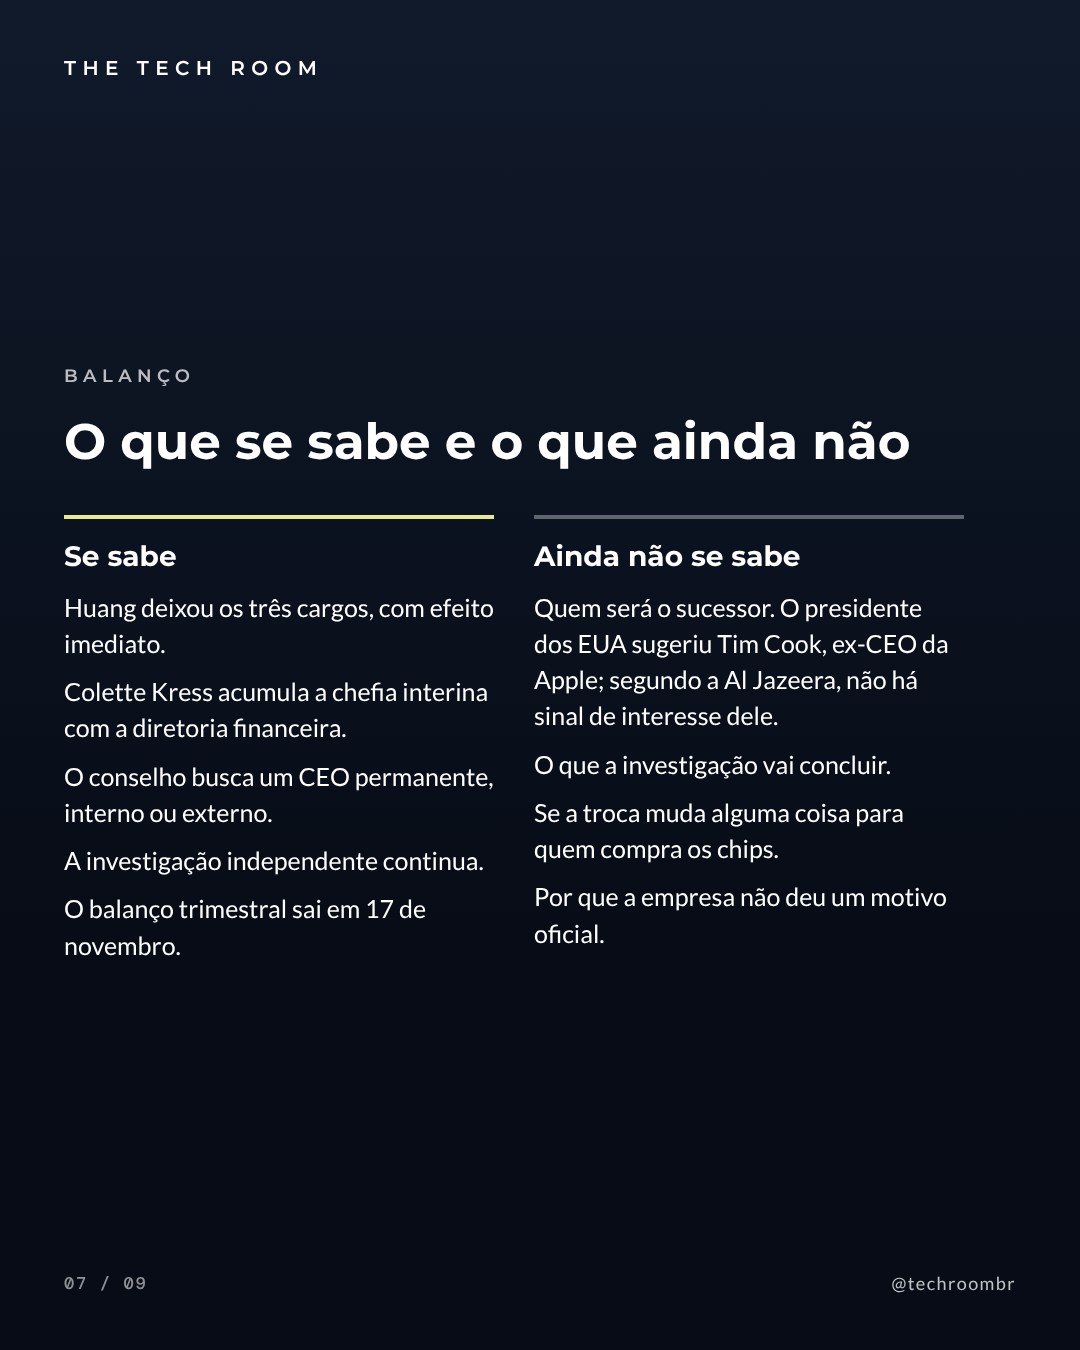 THE TECH ROOM
BALANÇO
O que se sabe e o que ainda não
Se sabe
Huang deixou os três cargos, com efeito
imediato.
Colette Kress acumula a chefia interina
com a diretoria financeira.
O conselho busca um CEO permanente,
interno ou externo.
A investigação independente continua.
O balanço trimestral sai em 17 de
novembro.
Ainda não se sabe
Quem será o sucessor. O presidente
dos EUA sugeriu Tim Cook, ex-CEO da
Apple; segundo a Al Jazeera, não há
sinal de interesse dele.
O que a investigação vai concluir.
Se a troca muda alguma coisa para
quem compra os chips.
Por que a empresa não deu um motivo
oficial.
07 / 09
@techroombr